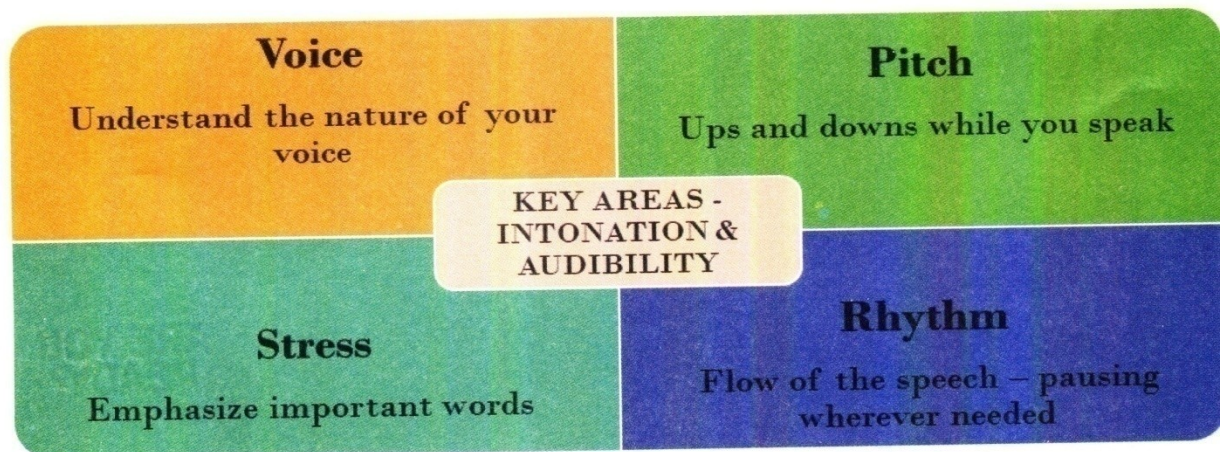 Voice
Understand the nature of your
voice
Pitch
Ups and downs while you speak
KEY AREAS -
INTONATION &
AUDIBILITY
Stress
Emphasize important words
Rhythm
Flow of the speech – pausing
wherever needed